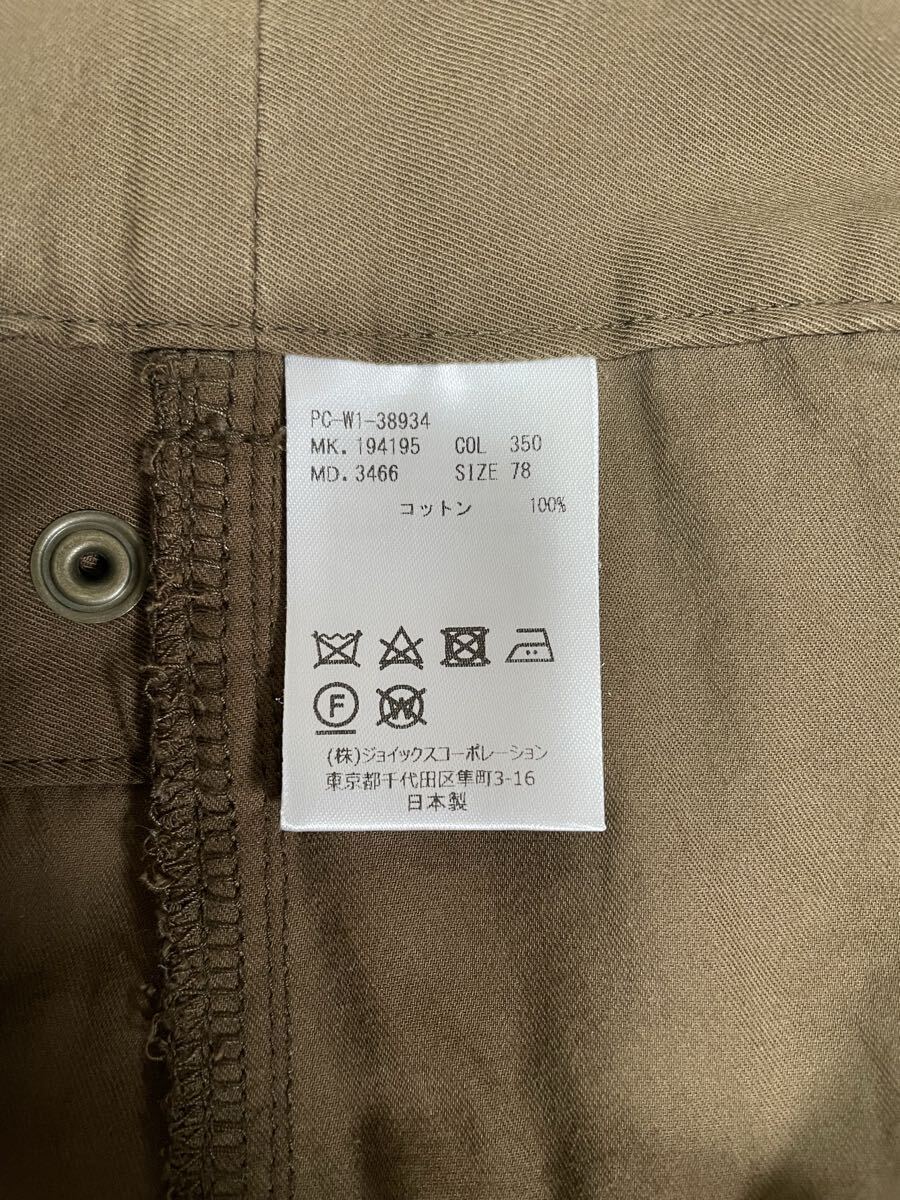 PC-W1-38934
MK. 194195 COL 350
MD. 3466 SIZE 78
コットン 100%
F W
(株)ジョイックスコーポレーション
東京都千代田区隼町3-16
日本製